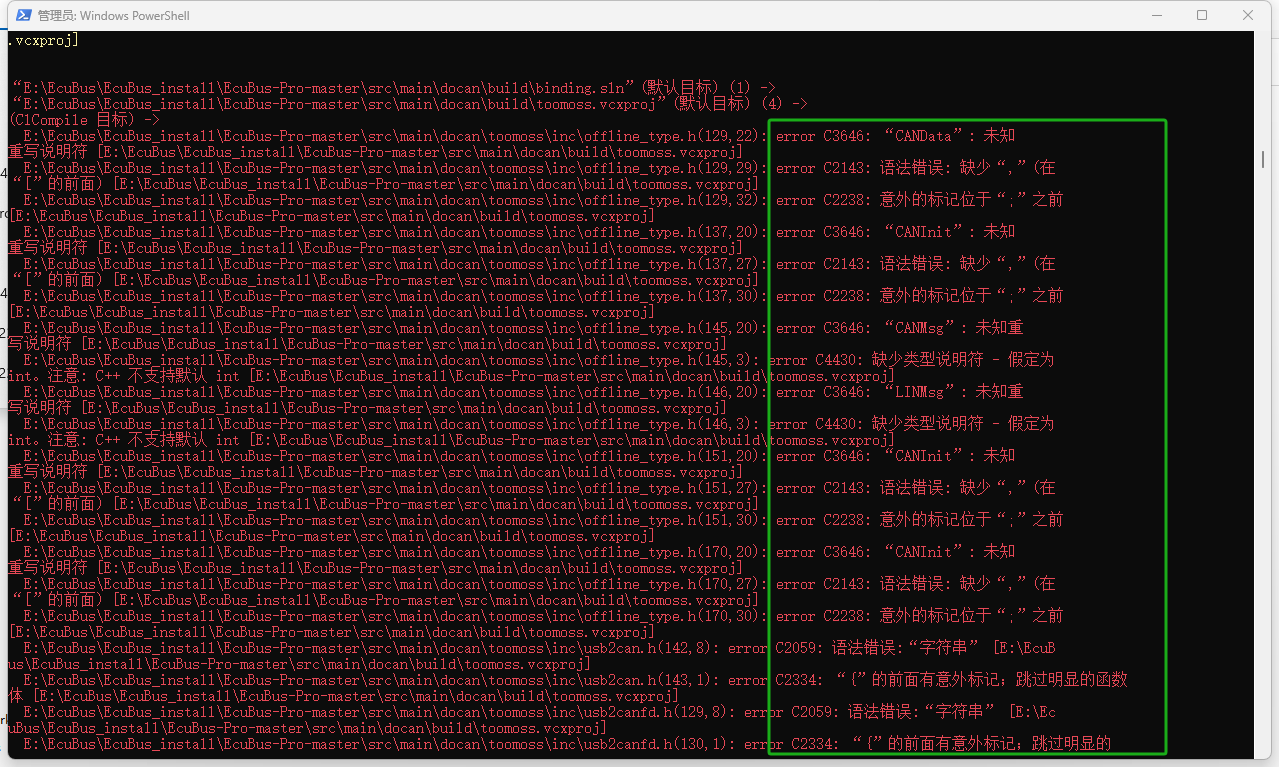 管理员: Windows PowerShell
.vcxproj]
“E:\EcuBus\EcuBus_install\EcuBus-Pro-master\src\main\docan\build\binding.sln”(默认目标) (1) ->
“E:\EcuBus\EcuBus_install\EcuBus-Pro-master\src\main\docan\build\toomoss.vcxproj”(默认目标) (4) ->
(ClCompile 目标) ->
E:\EcuBus\EcuBus_install\EcuBus-Pro-master\src\main\docan\toomoss\inc\offline_type.h(129,22): error C3646: “CANData”: 未知
重写说明符 [E:\EcuBus\EcuBus_install\EcuBus-Pro-master\src\main\docan\build\toomoss.vcxproj]
E:\EcuBus\EcuBus_install\EcuBus-Pro-master\src\main\docan\toomoss\inc\offline_type.h(129,29): error C2143: 语法错误: 缺少“,”(在
“[”的前面) [E:\EcuBus\EcuBus_install\EcuBus-Pro-master\src\main\docan\build\toomoss.vcxproj]
E:\EcuBus\EcuBus_install\EcuBus-Pro-master\src\main\docan\toomoss\inc\offline_type.h(129,32): error C2238: 意外的标记位于“;”之前
[E:\EcuBus\EcuBus_install\EcuBus-Pro-master\src\main\docan\build\toomoss.vcxproj]
E:\EcuBus\EcuBus_install\EcuBus-Pro-master\src\main\docan\toomoss\inc\offline_type.h(137,20): error C3646: “CANInit”: 未知
重写说明符 [E:\EcuBus\EcuBus_install\EcuBus-Pro-master\src\main\docan\build\toomoss.vcxproj]
E:\EcuBus\EcuBus_install\EcuBus-Pro-master\src\main\docan\toomoss\inc\offline_type.h(137,27): error C2143: 语法错误: 缺少“,”(在
“[”的前面) [E:\EcuBus\EcuBus_install\EcuBus-Pro-master\src\main\docan\build\toomoss.vcxproj]
E:\EcuBus\EcuBus_install\EcuBus-Pro-master\src\main\docan\toomoss\inc\offline_type.h(137,30): error C2238: 意外的标记位于“;”之前
[E:\EcuBus\EcuBus_install\EcuBus-Pro-master\src\main\docan\build\toomoss.vcxproj]
E:\EcuBus\EcuBus_install\EcuBus-Pro-master\src\main\docan\toomoss\inc\offline_type.h(145,20): error C3646: “CANMsg”: 未知重
写说明符 [E:\EcuBus\EcuBus_install\EcuBus-Pro-master\src\main\docan\build\toomoss.vcxproj]
E:\EcuBus\EcuBus_install\EcuBus-Pro-master\src\main\docan\toomoss\inc\offline_type.h(145,3): error C4430: 缺少类型说明符 - 假定为
int。注意: C++ 不支持默认 int [E:\EcuBus\EcuBus_install\EcuBus-Pro-master\src\main\docan\build\toomoss.vcxproj]
E:\EcuBus\EcuBus_install\EcuBus-Pro-master\src\main\docan\toomoss\inc\offline_type.h(146,20): error C3646: “LINMsg”: 未知重
写说明符 [E:\EcuBus\EcuBus_install\EcuBus-Pro-master\src\main\docan\build\toomoss.vcxproj]
E:\EcuBus\EcuBus_install\EcuBus-Pro-master\src\main\docan\toomoss\inc\offline_type.h(146,3): error C4430: 缺少类型说明符 - 假定为
int。注意: C++ 不支持默认 int [E:\EcuBus\EcuBus_install\EcuBus-Pro-master\src\main\docan\build\toomoss.vcxproj]
E:\EcuBus\EcuBus_install\EcuBus-Pro-master\src\main\docan\toomoss\inc\offline_type.h(151,20): error C3646: “CANInit”: 未知
重写说明符 [E:\EcuBus\EcuBus_install\EcuBus-Pro-master\src\main\docan\build\toomoss.vcxproj]
E:\EcuBus\EcuBus_install\EcuBus-Pro-master\src\main\docan\toomoss\inc\offline_type.h(151,27): error C2143: 语法错误: 缺少“,”(在
“[”的前面) [E:\EcuBus\EcuBus_install\EcuBus-Pro-master\src\main\docan\build\toomoss.vcxproj]
E:\EcuBus\EcuBus_install\EcuBus-Pro-master\src\main\docan\toomoss\inc\offline_type.h(151,30): error C2238: 意外的标记位于“;”之前
[E:\EcuBus\EcuBus_install\EcuBus-Pro-master\src\main\docan\build\toomoss.vcxproj]
E:\EcuBus\EcuBus_install\EcuBus-Pro-master\src\main\docan\toomoss\inc\offline_type.h(170,20): error C3646: “CANInit”: 未知
重写说明符 [E:\EcuBus\EcuBus_install\EcuBus-Pro-master\src\main\docan\build\toomoss.vcxproj]
E:\EcuBus\EcuBus_install\EcuBus-Pro-master\src\main\docan\toomoss\inc\offline_type.h(170,27): error C2143: 语法错误: 缺少“,”(在
“[”的前面) [E:\EcuBus\EcuBus_install\EcuBus-Pro-master\src\main\docan\build\toomoss.vcxproj]
E:\EcuBus\EcuBus_install\EcuBus-Pro-master\src\main\docan\toomoss\inc\offline_type.h(170,30): error C2238: 意外的标记位于“;”之前
[E:\EcuBus\EcuBus_install\EcuBus-Pro-master\src\main\docan\build\toomoss.vcxproj]
E:\EcuBus\EcuBus_install\EcuBus-Pro-master\src\main\docan\toomoss\inc\usb2can.h(142,8): error C2059: 语法错误:“字符串” [E:\EcuB
us\EcuBus_install\EcuBus-Pro-master\src\main\docan\build\toomoss.vcxproj]
E:\EcuBus\EcuBus_install\EcuBus-Pro-master\src\main\docan\toomoss\inc\usb2can.h(143,1): error C2334: “{”的前面有意外标记；跳过明显的函数
体 [E:\EcuBus\EcuBus_install\EcuBus-Pro-master\src\main\docan\build\toomoss.vcxproj]
E:\EcuBus\EcuBus_install\EcuBus-Pro-master\src\main\docan\toomoss\inc\usb2canfd.h(129,8): error C2059: 语法错误:“字符串” [E:\Ec
uBus\EcuBus_install\EcuBus-Pro-master\src\main\docan\build\toomoss.vcxproj]
E:\EcuBus\EcuBus_install\EcuBus-Pro-master\src\main\docan\toomoss\inc\usb2canfd.h(130,1): error C2334: “{”的前面有意外标记；跳过明显的